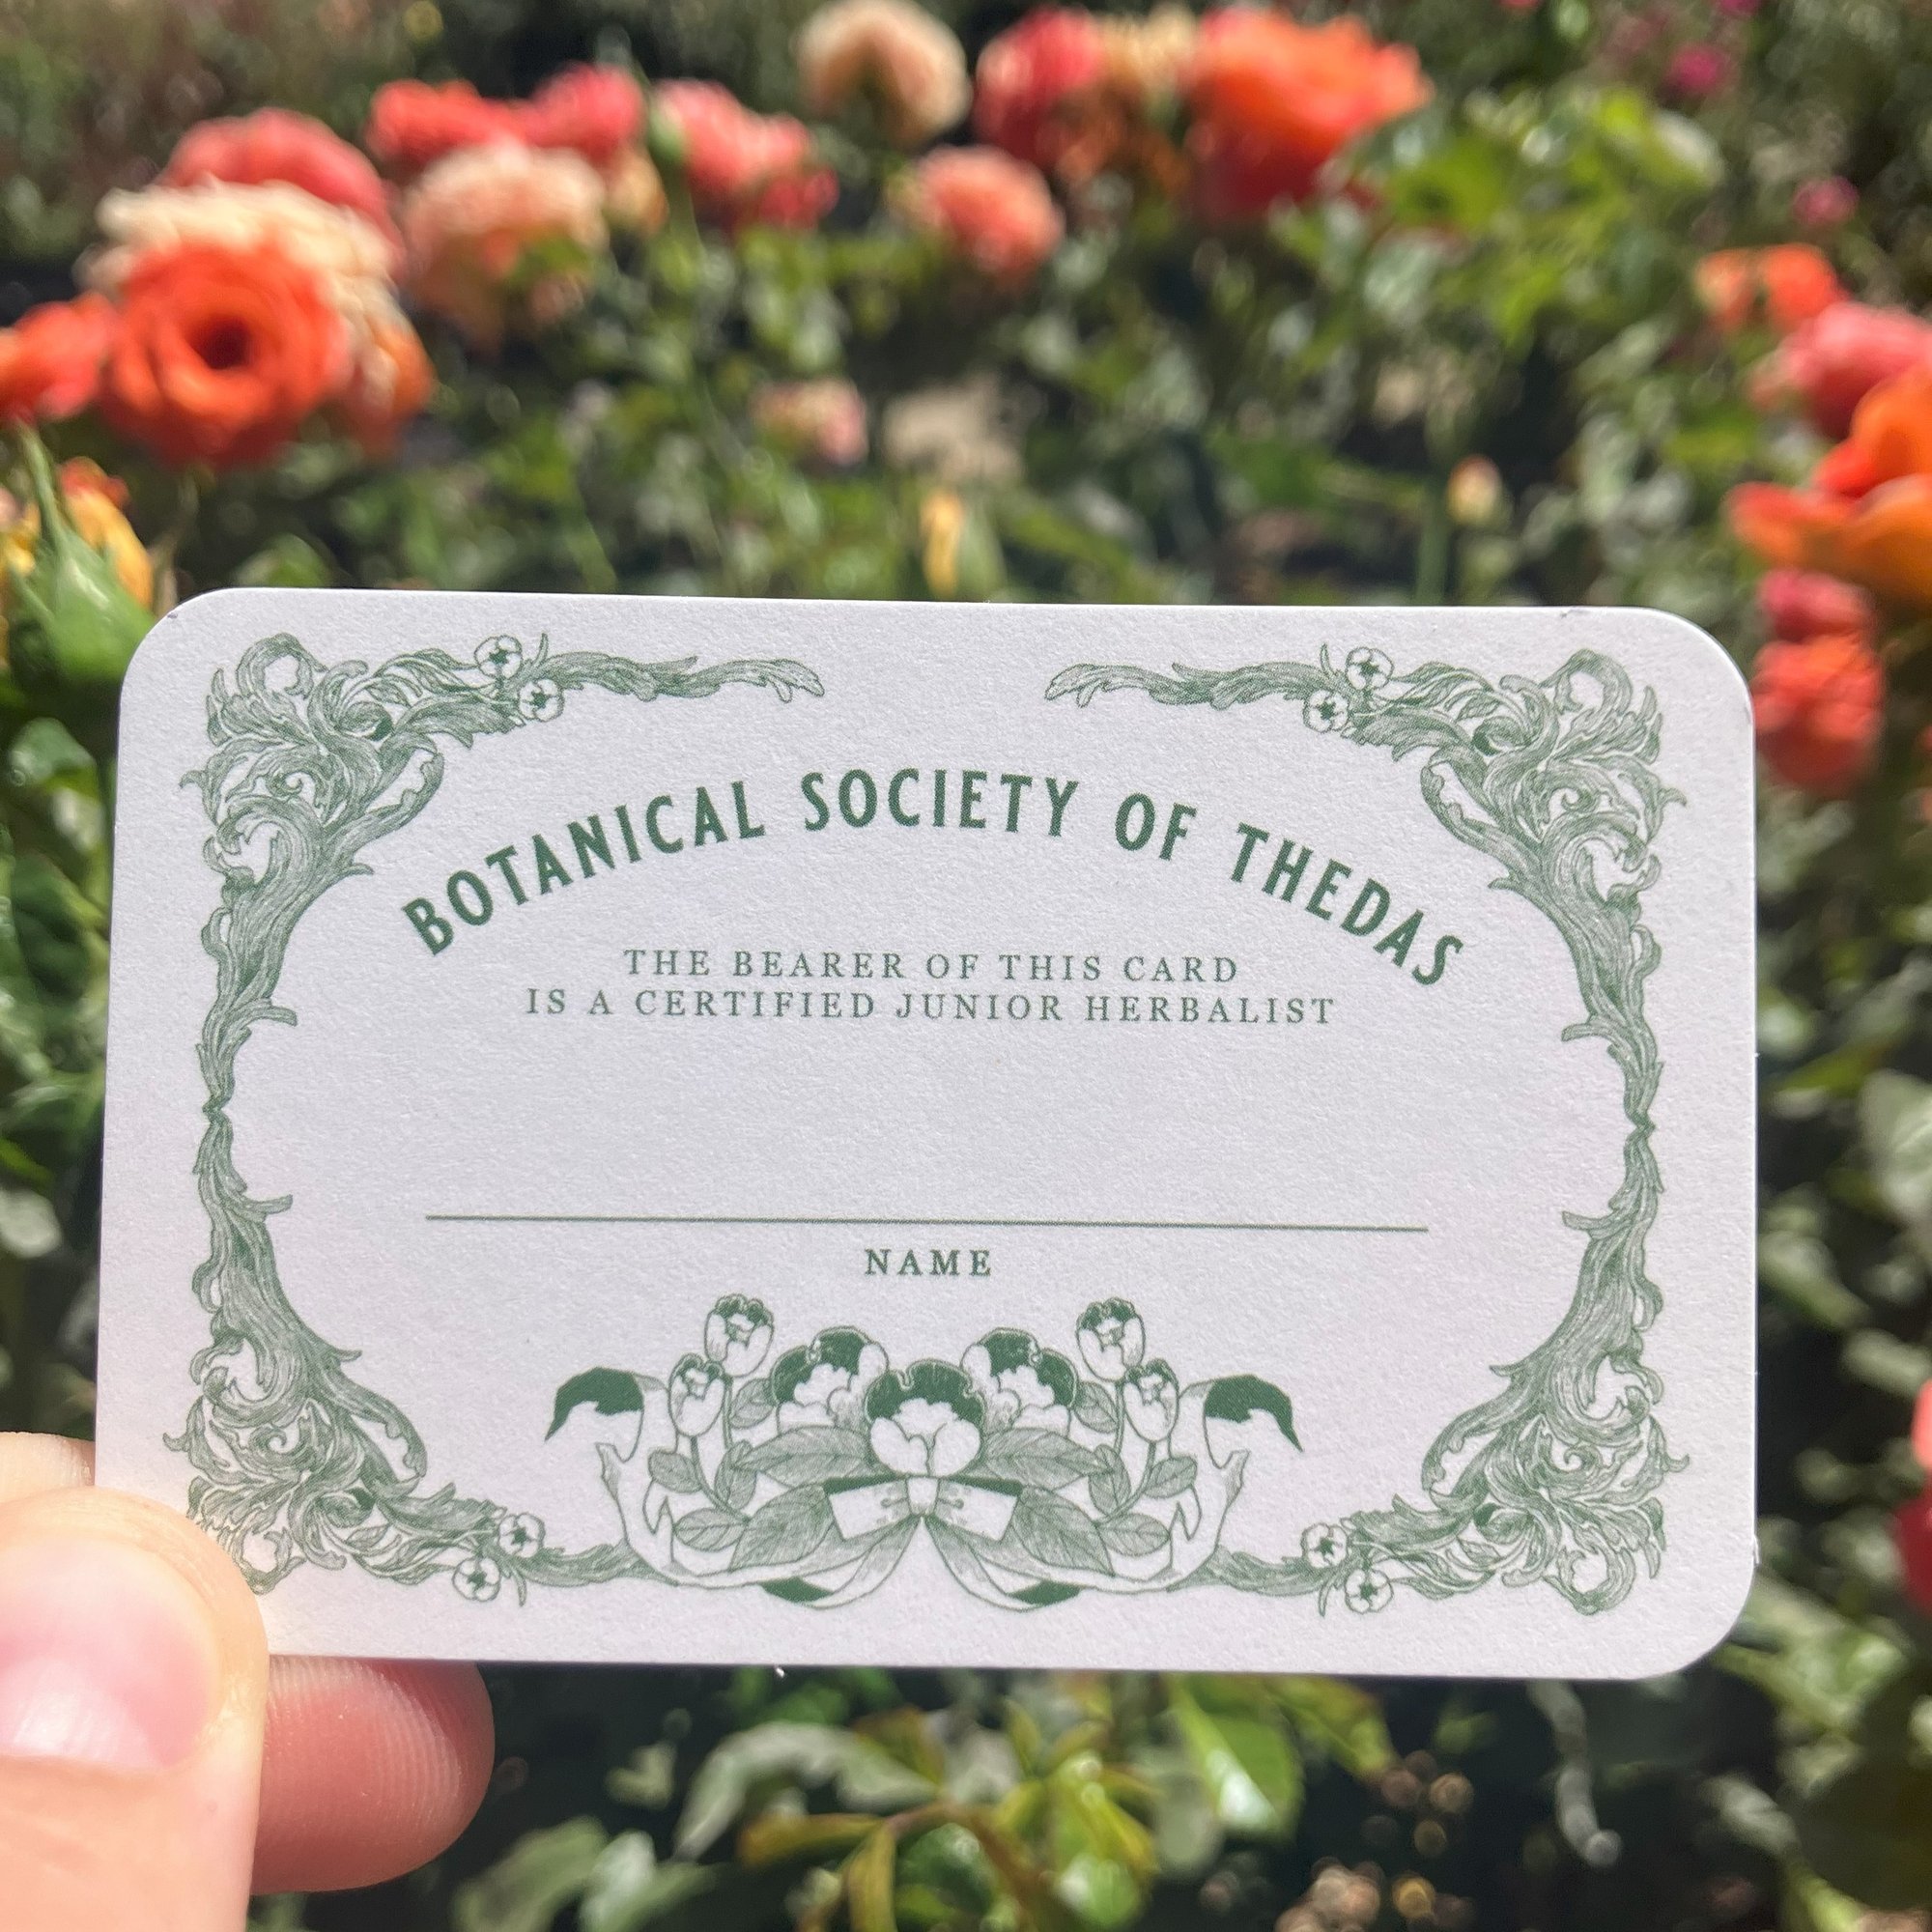 BOTANICAL SOCIETY OF THEDAS
THE BEARER OF THIS CARD
IS A CERTIFIED JUNIOR HERBALIST
NAME